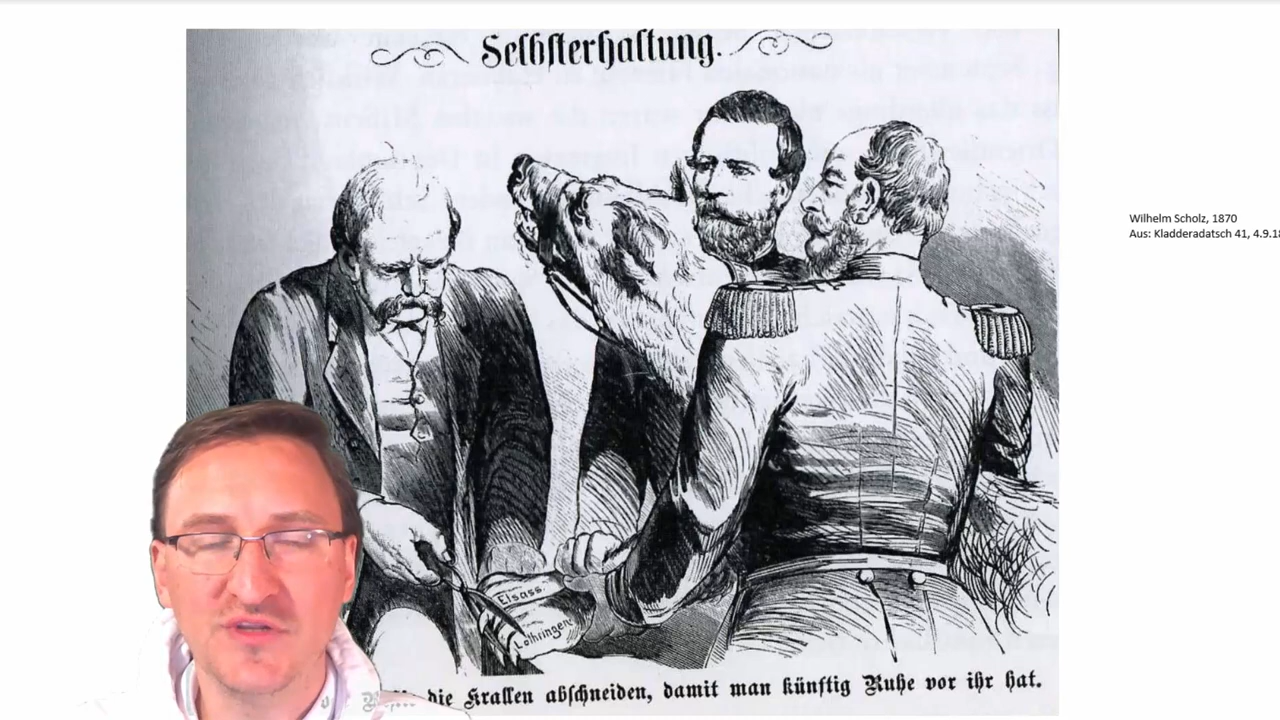 Selbsterhaltung.
Wilhelm Scholz, 1870
Aus: Kladderadatsch 41, 4.9.18
Elsass.
Lothringen
die Krallen abschneiden, damit man künftig Ruhe vor ihr hat.